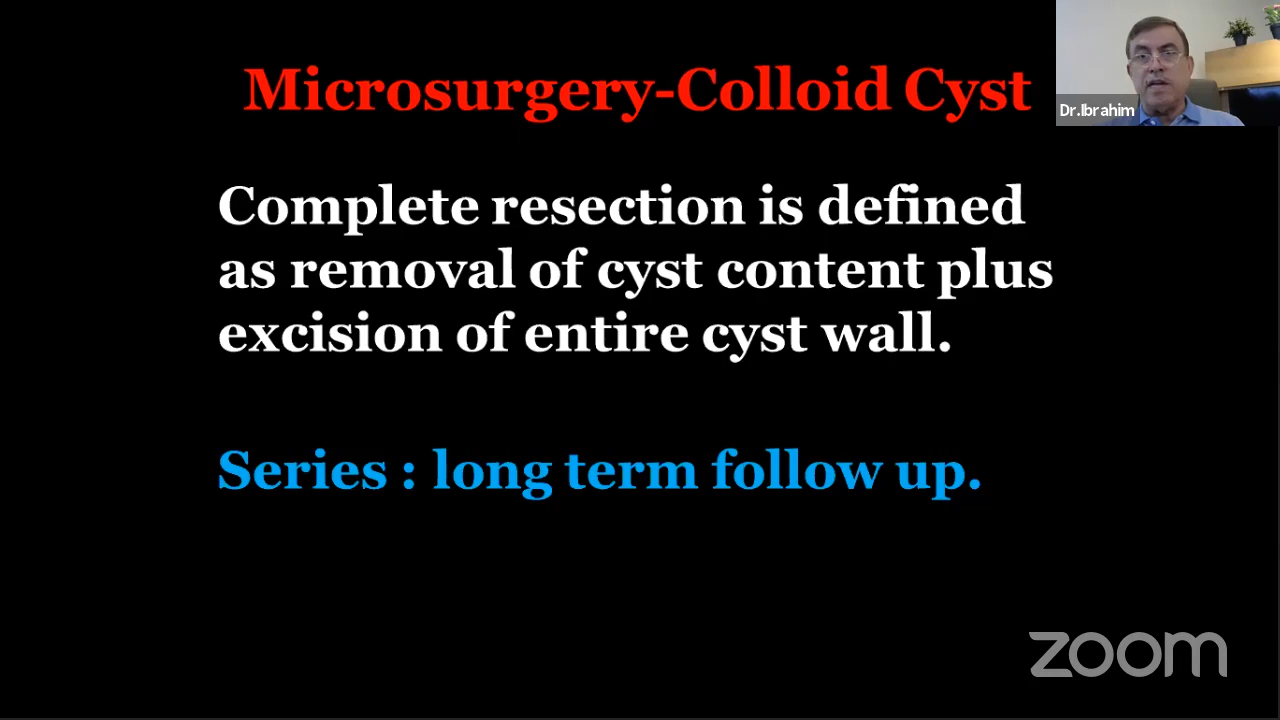 Microsurgery-Colloid Cyst
Dr.Ibrahim
Complete resection is defined
as removal of cyst content plus
excision of entire cyst wall.
Series : long term follow up.
zoom